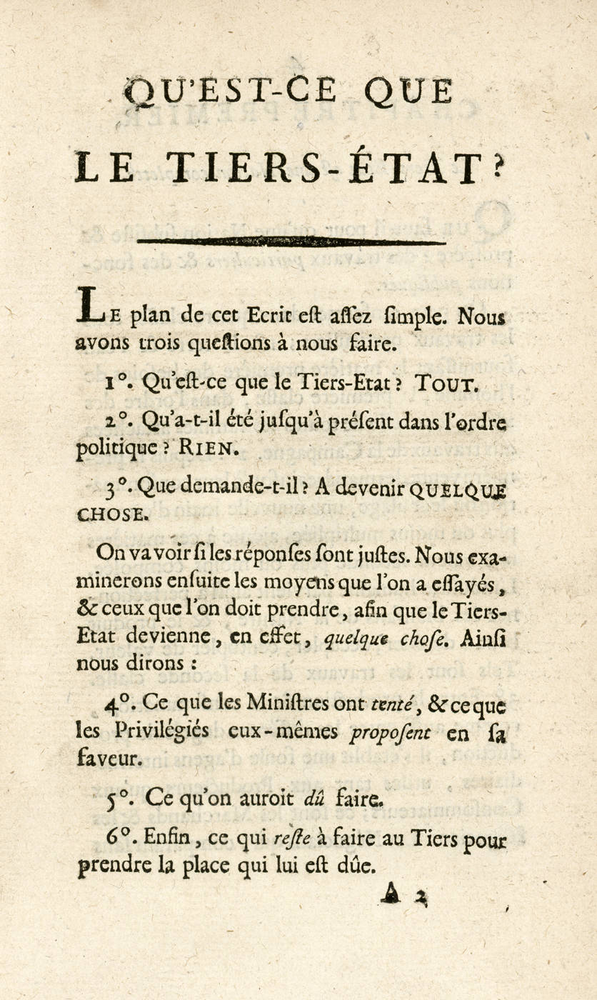 QU'EST-CE QUE
LE TIERS-ÉTAT?
LE plan de cet Ecrit eſt aſſez ſimple. Nous
avons trois queſtions à nous faire.
1°. Qu'eſt-ce que le Tiers-Etat? TOUT.
2°. Qu'a-t-il été juſqu'à préſent dans l'ordre
politique? RIEN.
3°. Que demande-t-il? A devenir QUELQUE
CHOSE.
On va voir ſi les réponſes ſont juſtes. Nous exa-
minerons enſuite les moyens que l'on a eſſayés,
& ceux que l'on doit prendre, afin que le Tiers-
Etat devienne, en effet, quelque choſe. Ainſi
nous dirons :
4°. Ce que les Miniſtres ont tenté, & ce que
les Privilégiés eux-mêmes propoſent en ſa
faveur.
5°. Ce qu'on auroit dû faire.
6°. Enfin, ce qui reſte à faire au Tiers pour
prendre la place qui lui eſt dûe.
A 2